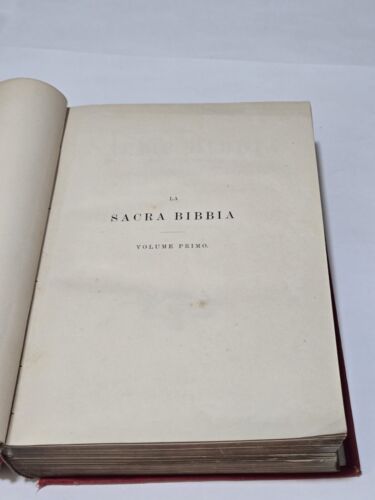 LA
SACRA BIBBIA
VOLUME PRIMO.